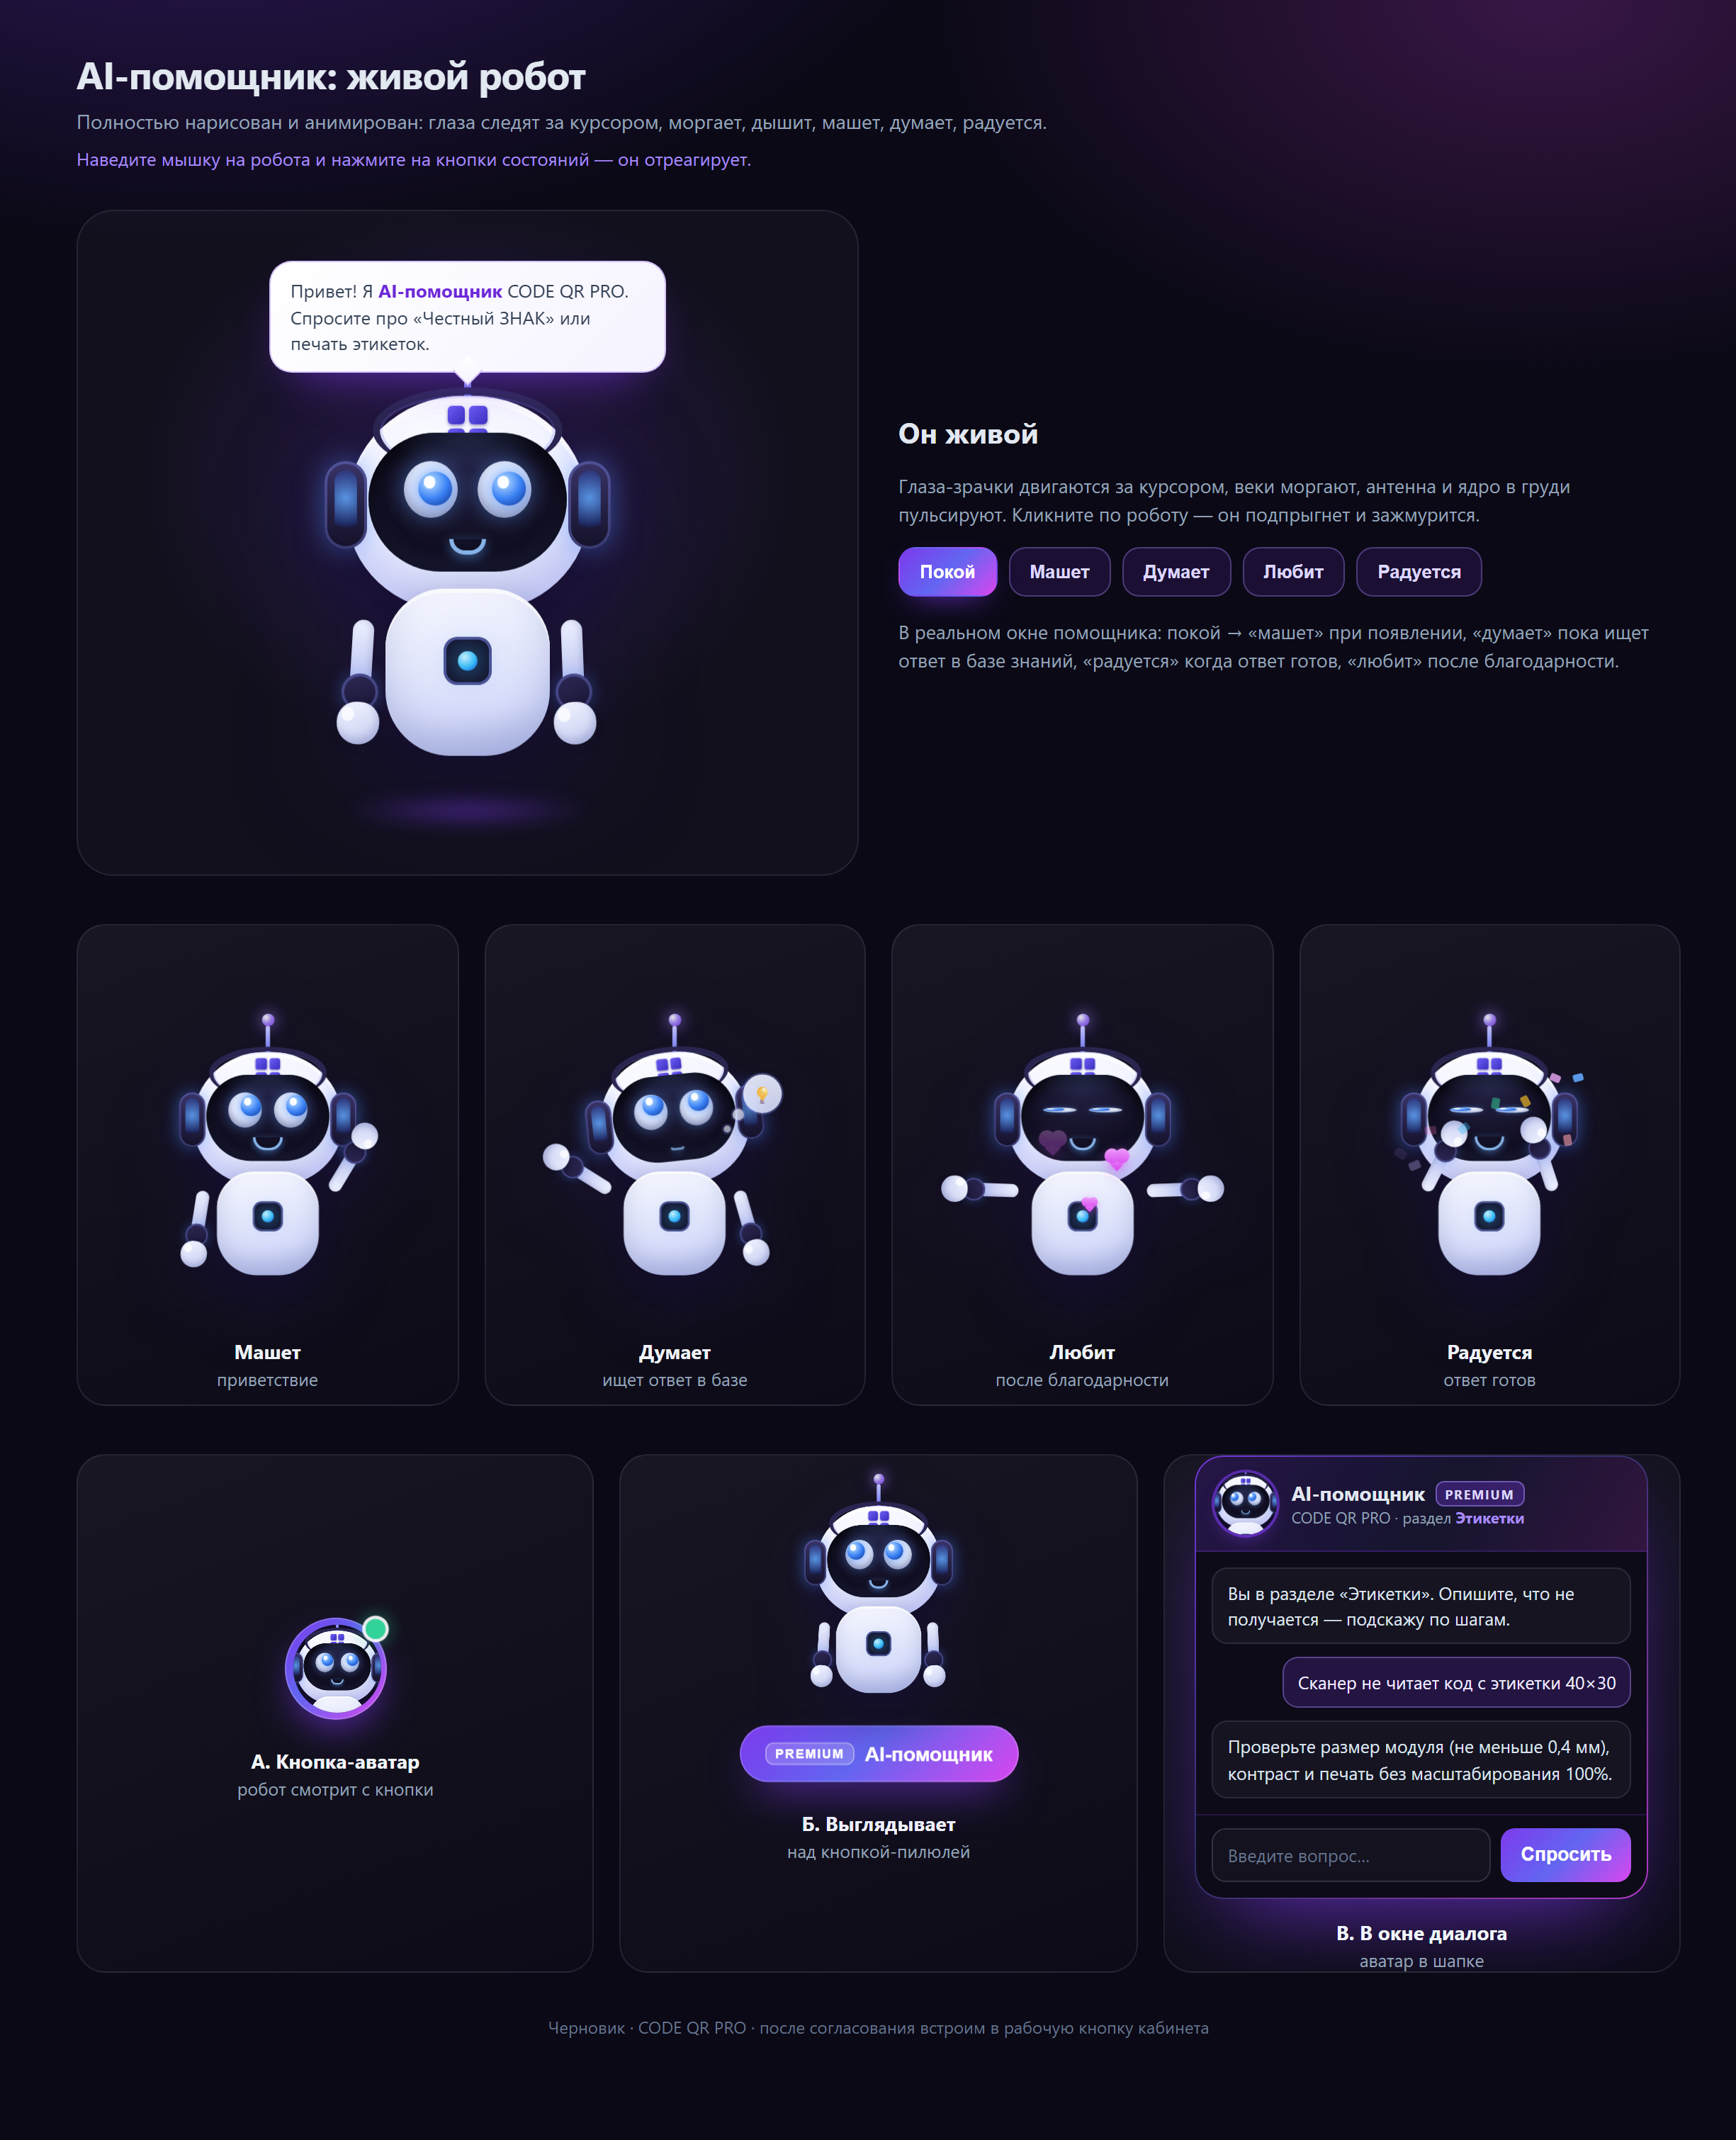 AI-помощник: живой робот
Полностью нарисован и анимирован: глаза следят за курсором, моргает, дышит, машет, думает, радуется.
Наведите мышку на робота и нажмите на кнопки состояний — он отреагирует.
Привет! Я AI-помощник CODE QR PRO.
Спросите про «Честный ЗНАК» или
печать этикеток.
Он живой
Глаза-зрачки двигаются за курсором, веки моргают, антенна и ядро в груди
пульсируют. Кликните по роботу — он подпрыгнет и зажмурится.
Покой
Машет
Думает
Любит
Радуется
В реальном окне помощника: покой → «машет» при появлении, «думает» пока ищет
ответ в базе знаний, «радуется» когда ответ готов, «любит» после благодарности.
Машет
приветствие
Думает
ищет ответ в базе
Любит
после благодарности
Радуется
ответ готов
А. Кнопка-аватар
робот смотрит с кнопки
PREMIUM AI-помощник
Б. Выглядывает
над кнопкой-пилюлей
AI-помощник PREMIUM
CODE QR PRO · раздел Этикетки
Вы в разделе «Этикетки». Опишите, что не
получается — подскажу по шагам.
Сканер не читает код с этикетки 40×30
Проверьте размер модуля (не меньше 0,4 мм),
контраст и печать без масштабирования 100%.
Введите вопрос...
Спросить
В. В окне диалога
аватар в шапке
Черновик · CODE QR PRO · после согласования встроим в рабочую кнопку кабинета